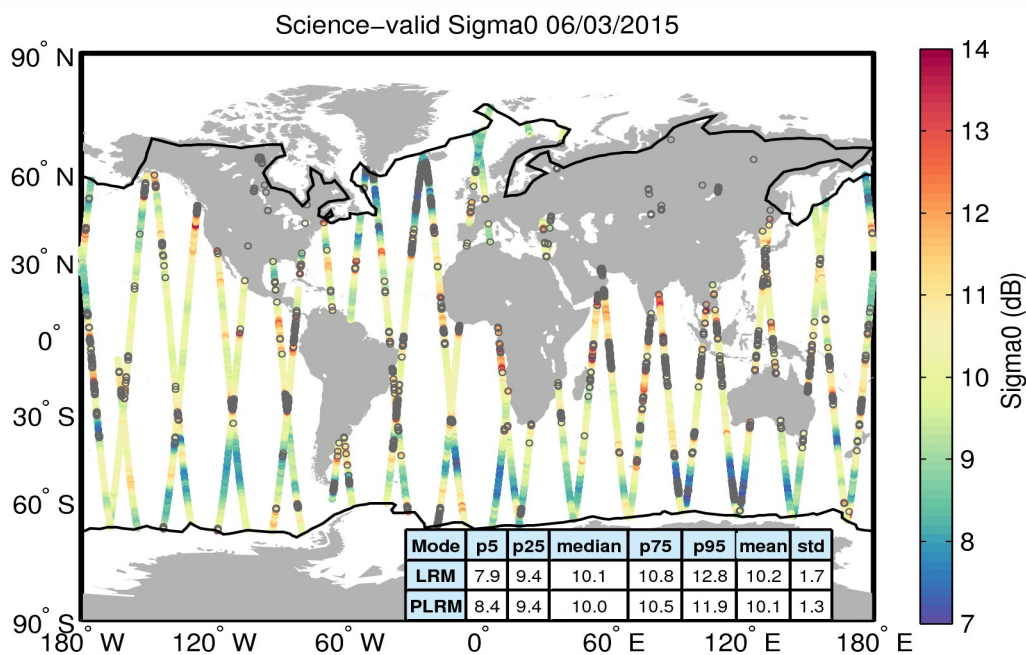 Science−valid Sigma0 06/03/2015
90° N
60° N
30° N
0°
30° S
60° S
90° S
180° W
120° W
60° W
0°
60° E
120° E
180° E
14
13
12
11
10
9
8
7
Sigma0 (dB)
Mode p5 p25 median p75 p95 mean std
LRM 7.9 9.4 10.1 10.8 12.8 10.2 1.7
PLRM 8.4 9.4 10.0 10.5 11.9 10.1 1.3